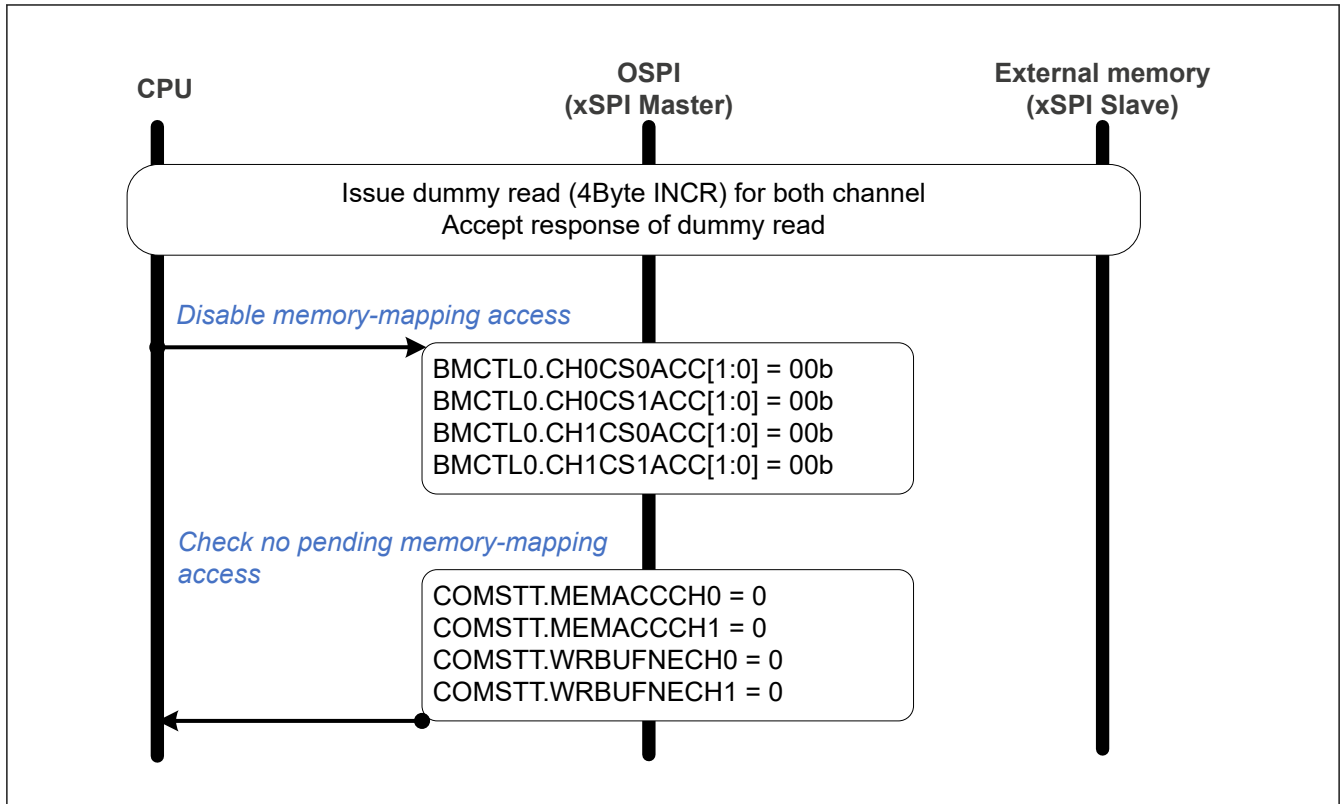 CPU
OSPI
(xSPI Master)
External memory
(xSPI Slave)
Issue dummy read (4Byte INCR) for both channel
Accept response of dummy read
Disable memory-mapping access
BMCTL0.CH0CS0ACC[1:0] = 00b
BMCTL0.CH0CS1ACC[1:0] = 00b
BMCTL0.CH1CS0ACC[1:0] = 00b
BMCTL0.CH1CS1ACC[1:0] = 00b
Check no pending memory-mapping
access
COMSTT.MEMACCCH0 = 0
COMSTT.MEMACCCH1 = 0
COMSTT.WRBUFNECH0 = 0
COMSTT.WRBUFNECH1 = 0